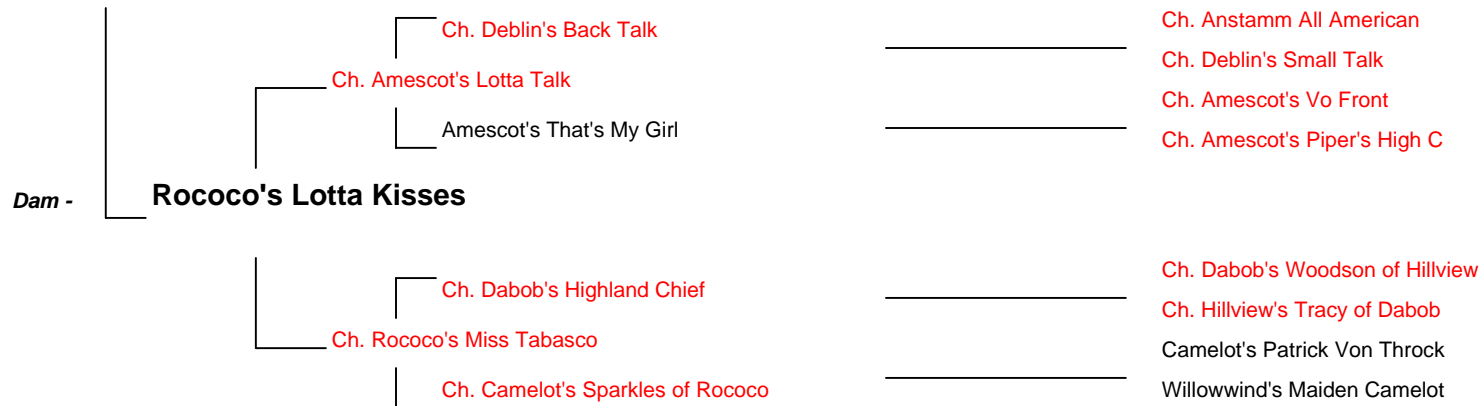 Ch. Anstamm All American
Ch. Deblin's Back Talk
Ch. Deblin's Small Talk
Ch. Amescot's Lotta Talk
Ch. Amescot's Vo Front
Amescot's That's My Girl
Ch. Amescot's Piper's High C
Dam - Rococo's Lotta Kisses
Ch. Dabob's Woodson of Hillview
Ch. Dabob's Highland Chief
Ch. Hillview's Tracy of Dabob
Ch. Rococo's Miss Tabasco
Camelot's Patrick Von Throck
Ch. Camelot's Sparkles of Rococo
Willowwind's Maiden Camelot